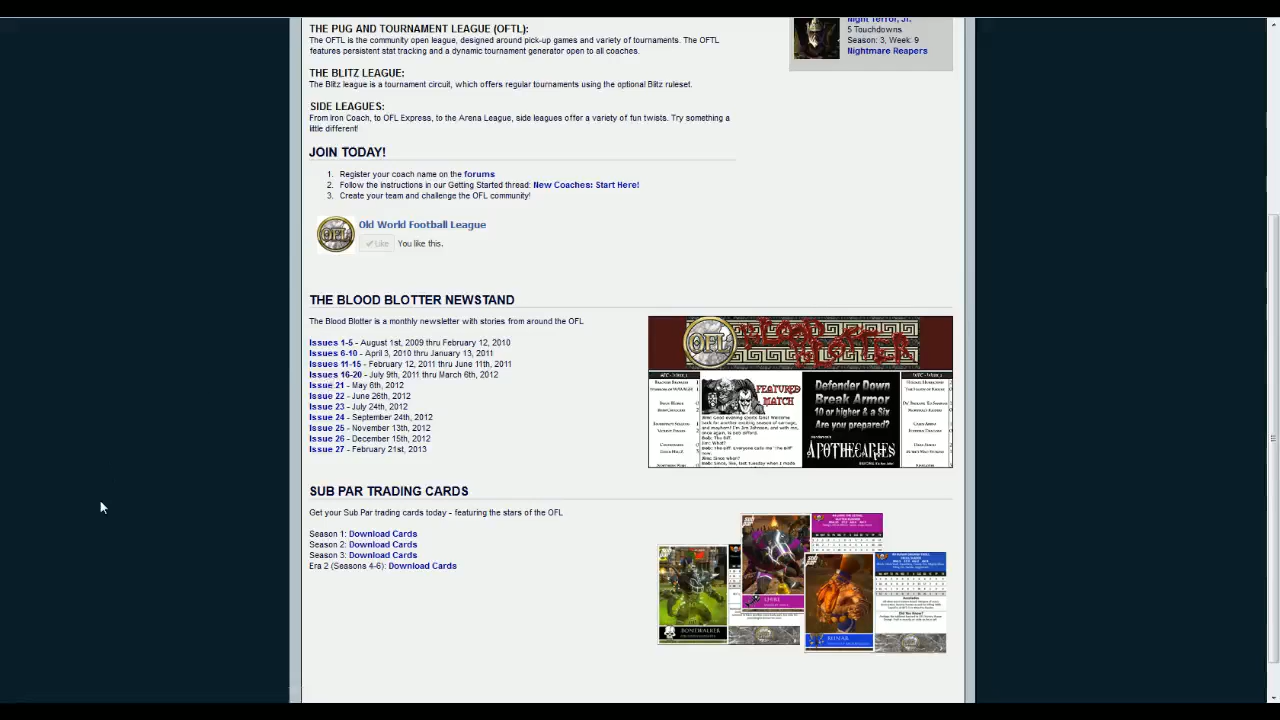 Night Terror, Jr.
5 Touchdowns
Season: 3, Week: 9
Nightmare Reapers
THE PUG AND TOURNAMENT LEAGUE (OFTL):
The OFTL is the community open league, designed around pick-up games and variety of tournaments. The OFTL
features persistent stat tracking and a dynamic tournament generator open to all coaches.
THE BLITZ LEAGUE:
The Blitz league is a tournament circuit, which offers regular tournaments using the optional Blitz ruleset.
SIDE LEAGUES:
From Iron Coach, to OFL Express, to the Arena League, side leagues offer a variety of fun twists. Try something a
little different!
JOIN TODAY!
1. Register your coach name on the forums
2. Follow the instructions in our Getting Started thread: New Coaches: Start Here!
3. Create your team and challenge the OFL community!
OFL
Old World Football League
Like You like this.
THE BLOOD BLOTTER NEWSTAND
The Blood Blotter is a monthly newsletter with stories from around the OFL
Issues 1-5 - August 1st, 2009 thru February 12, 2010
Issues 6-10 - April 3, 2010 thru January 13, 2011
Issues 11-15 - February 12, 2011 thru June 11th, 2011
Issues 16-20 - July 9th, 2011 thru March 6th, 2012
Issue 21 - May 6th, 2012
Issue 22 - June 26th, 2012
Issue 23 - July 24th, 2012
Issue 24 - September 24th, 2012
Issue 25 - November 13th, 2012
Issue 26 - December 15th, 2012
Issue 27 - February 21st, 2013
OFL
FEATURED
MATCH
Defender Down
Break Armor
10 or higher & a Six
Are you prepared?
APOTHECARIES
SUB PAR TRADING CARDS
Get your Sub Par trading cards today - featuring the stars of the OFL
Season 1: Download Cards
Season 2: Download Cards
Season 3: Download Cards
Era 2 (Seasons 4-6): Download Cards
BONEWALKER